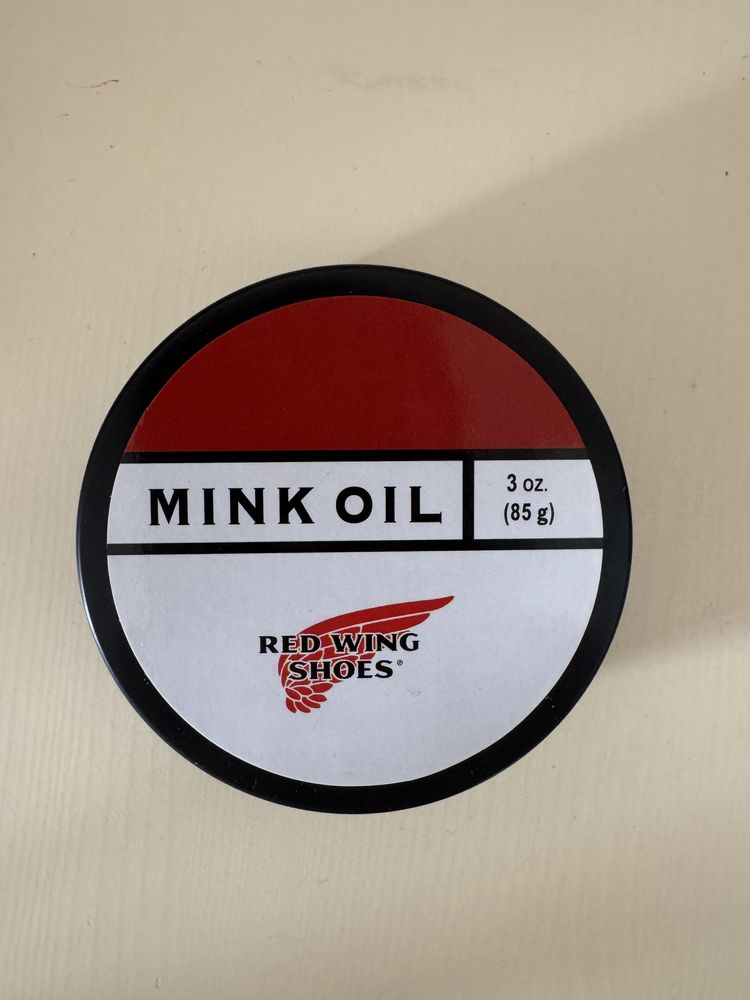 MINK OIL
3 oz.
(85 g)
RED WING
SHOES®